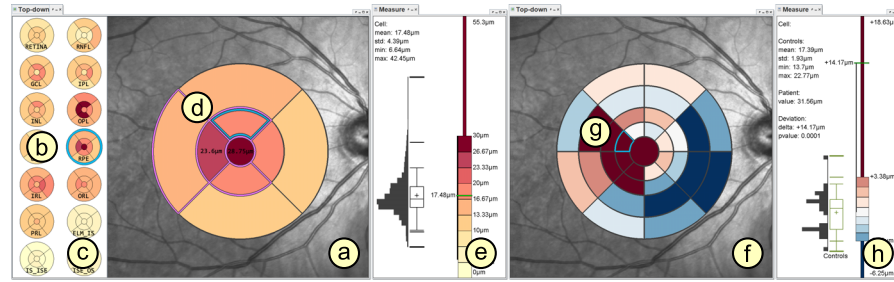 Top-down
RETINA
RNFL
GCL
IPL
INL
OPL
b
RPE
IRL
ORL
PRL
ELM_IS
IS_ISE
ISE_OS
c
d
23.6µm
a
Measure
Cell:
mean: 17.48µm
std: 4.39µm
min: 6.64µm
max: 42.45µm
17.48µm
55.3µm
30µm
26.67µm
23.33µm
20µm
16.67µm
13.33µm
10µm
0µm
e
Top-down
g
f
Measure
Cell:
Controls:
mean: 17.39µm
std: 1.93µm
min: 13.7µm
max: 22.77µm
Patient:
value: 31.56µm
Deviation:
delta: +14.17µm
pvalue: 0.0001
Controls
+18.63µm
+14.17µm
+3.38µm
-6.25µm
h